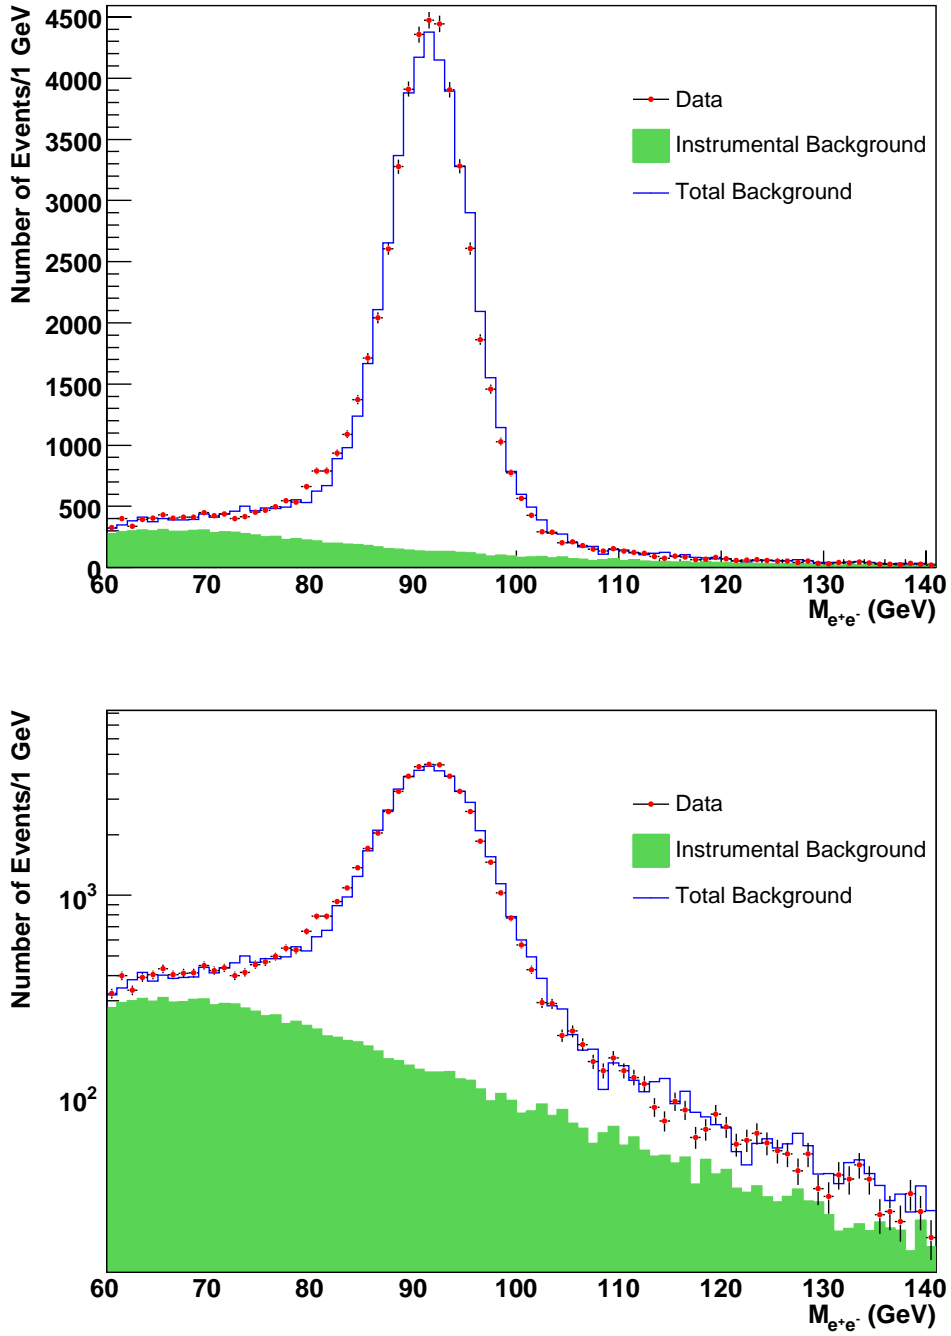 Number of Events/1 GeV
4500
4000
3500
3000
2500
2000
1500
1000
500
0
Data
Instrumental Background
Total Background
60 70 80 90 100 110 120 130 140
M e⁺e⁻ (GeV)
Number of Events/1 GeV
10³
10²
Data
Instrumental Background
Total Background
60 70 80 90 100 110 120 130 140
M e⁺e⁻ (GeV)